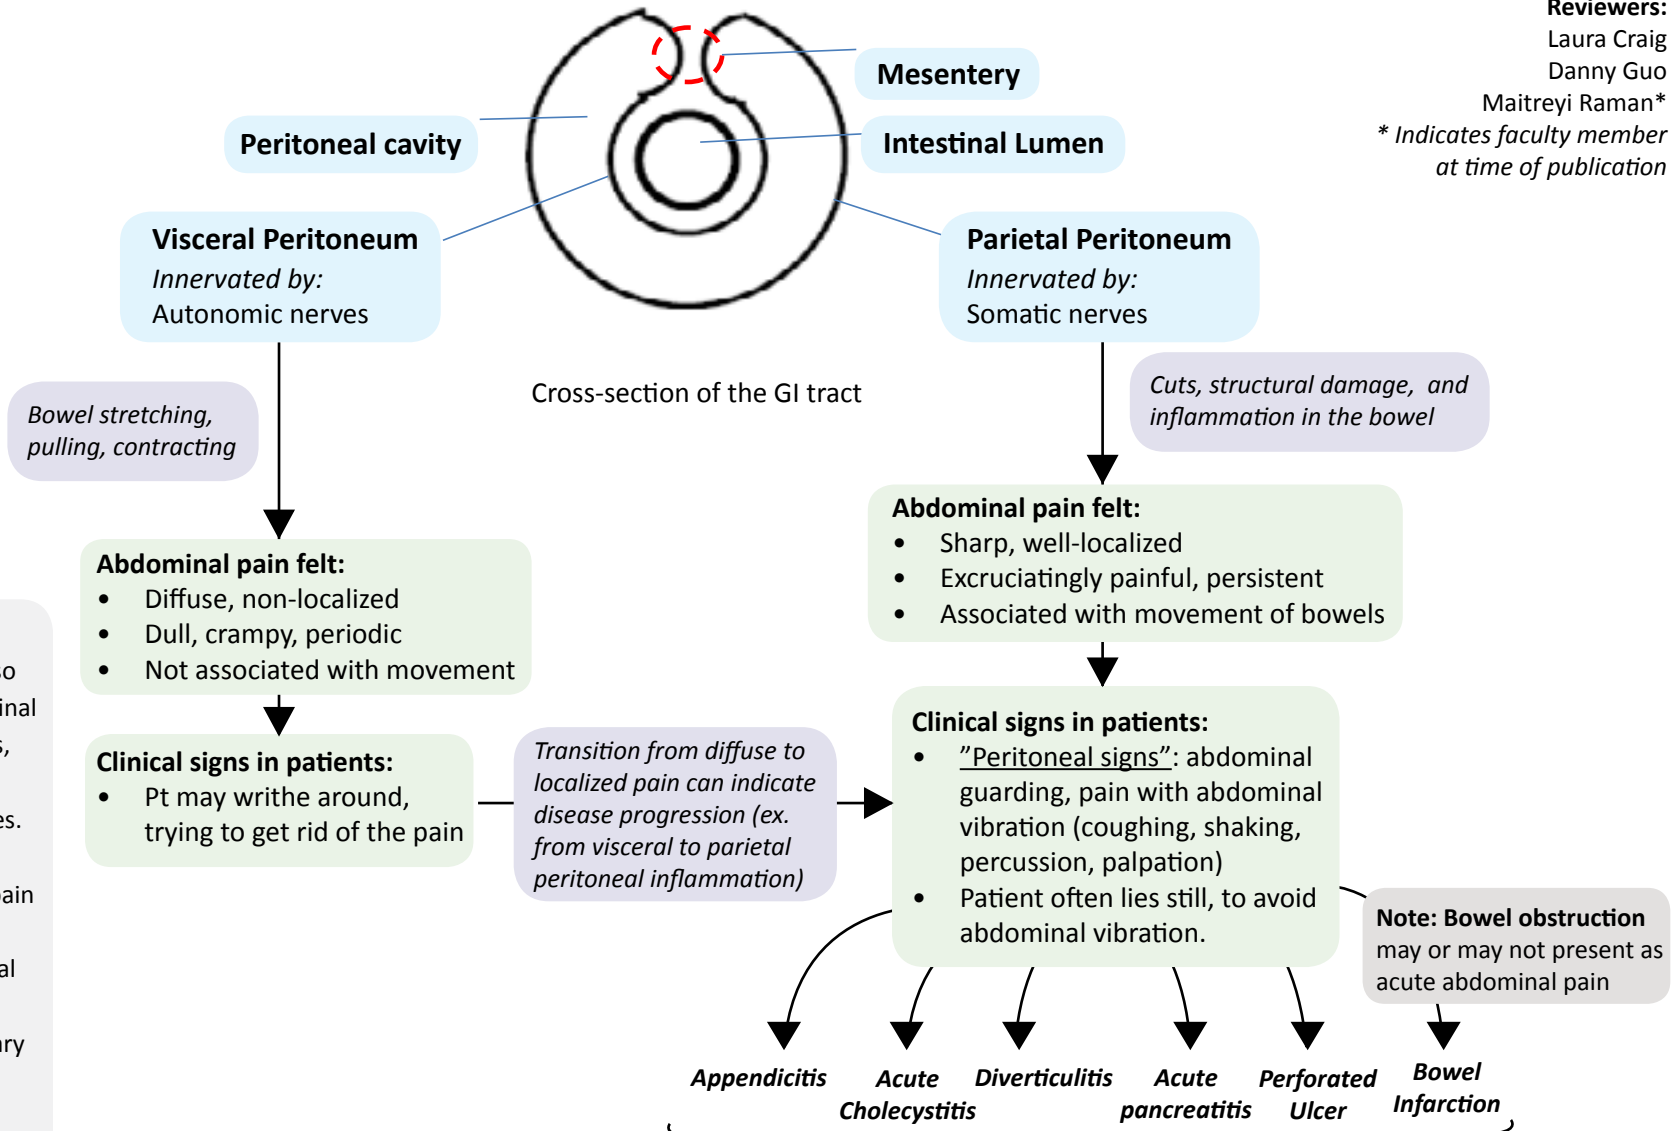 Reviewers:
Laura Craig
Danny Guo
Maitreyi Raman*
* Indicates faculty member
at time of publication
Mesentery
Peritoneal cavity
Intestinal Lumen
Visceral Peritoneum
Innervated by:
Autonomic nerves
Parietal Peritoneum
Innervated by:
Somatic nerves
Cross-section of the GI tract
Bowel stretching,
pulling, contracting
Cuts, structural damage, and
inflammation in the bowel
Abdominal pain felt:
• Diffuse, non-localized
• Dull, crampy, periodic
• Not associated with movement
Abdominal pain felt:
• Sharp, well-localized
• Excruciatingly painful, persistent
• Associated with movement of bowels
Clinical signs in patients:
• Pt may writhe around,
trying to get rid of the pain
Transition from diffuse to
localized pain can indicate
disease progression (ex.
from visceral to parietal
peritoneal inflammation)
Clinical signs in patients:
• ”Peritoneal signs”: abdominal
guarding, pain with abdominal
vibration (coughing, shaking,
percussion, palpation)
• Patient often lies still, to avoid
abdominal vibration.
Note: Bowel obstruction
may or may not present as
acute abdominal pain
pain
Appendicitis
Acute
Cholecystitis
Diverticulitis
Acute
pancreatitis
Perforated
Ulcer
Bowel
Infarction